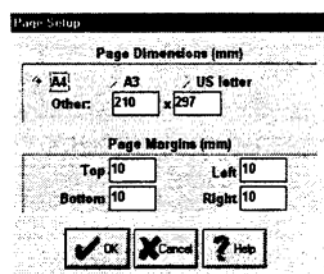 Page Setup
Page Dimensions (mm)
A4 A3 US letter
Other: 210 x 297
Page Margins (mm)
Top 10 Left 10
Bottom 10 Right 10
OK Cancel ? Help